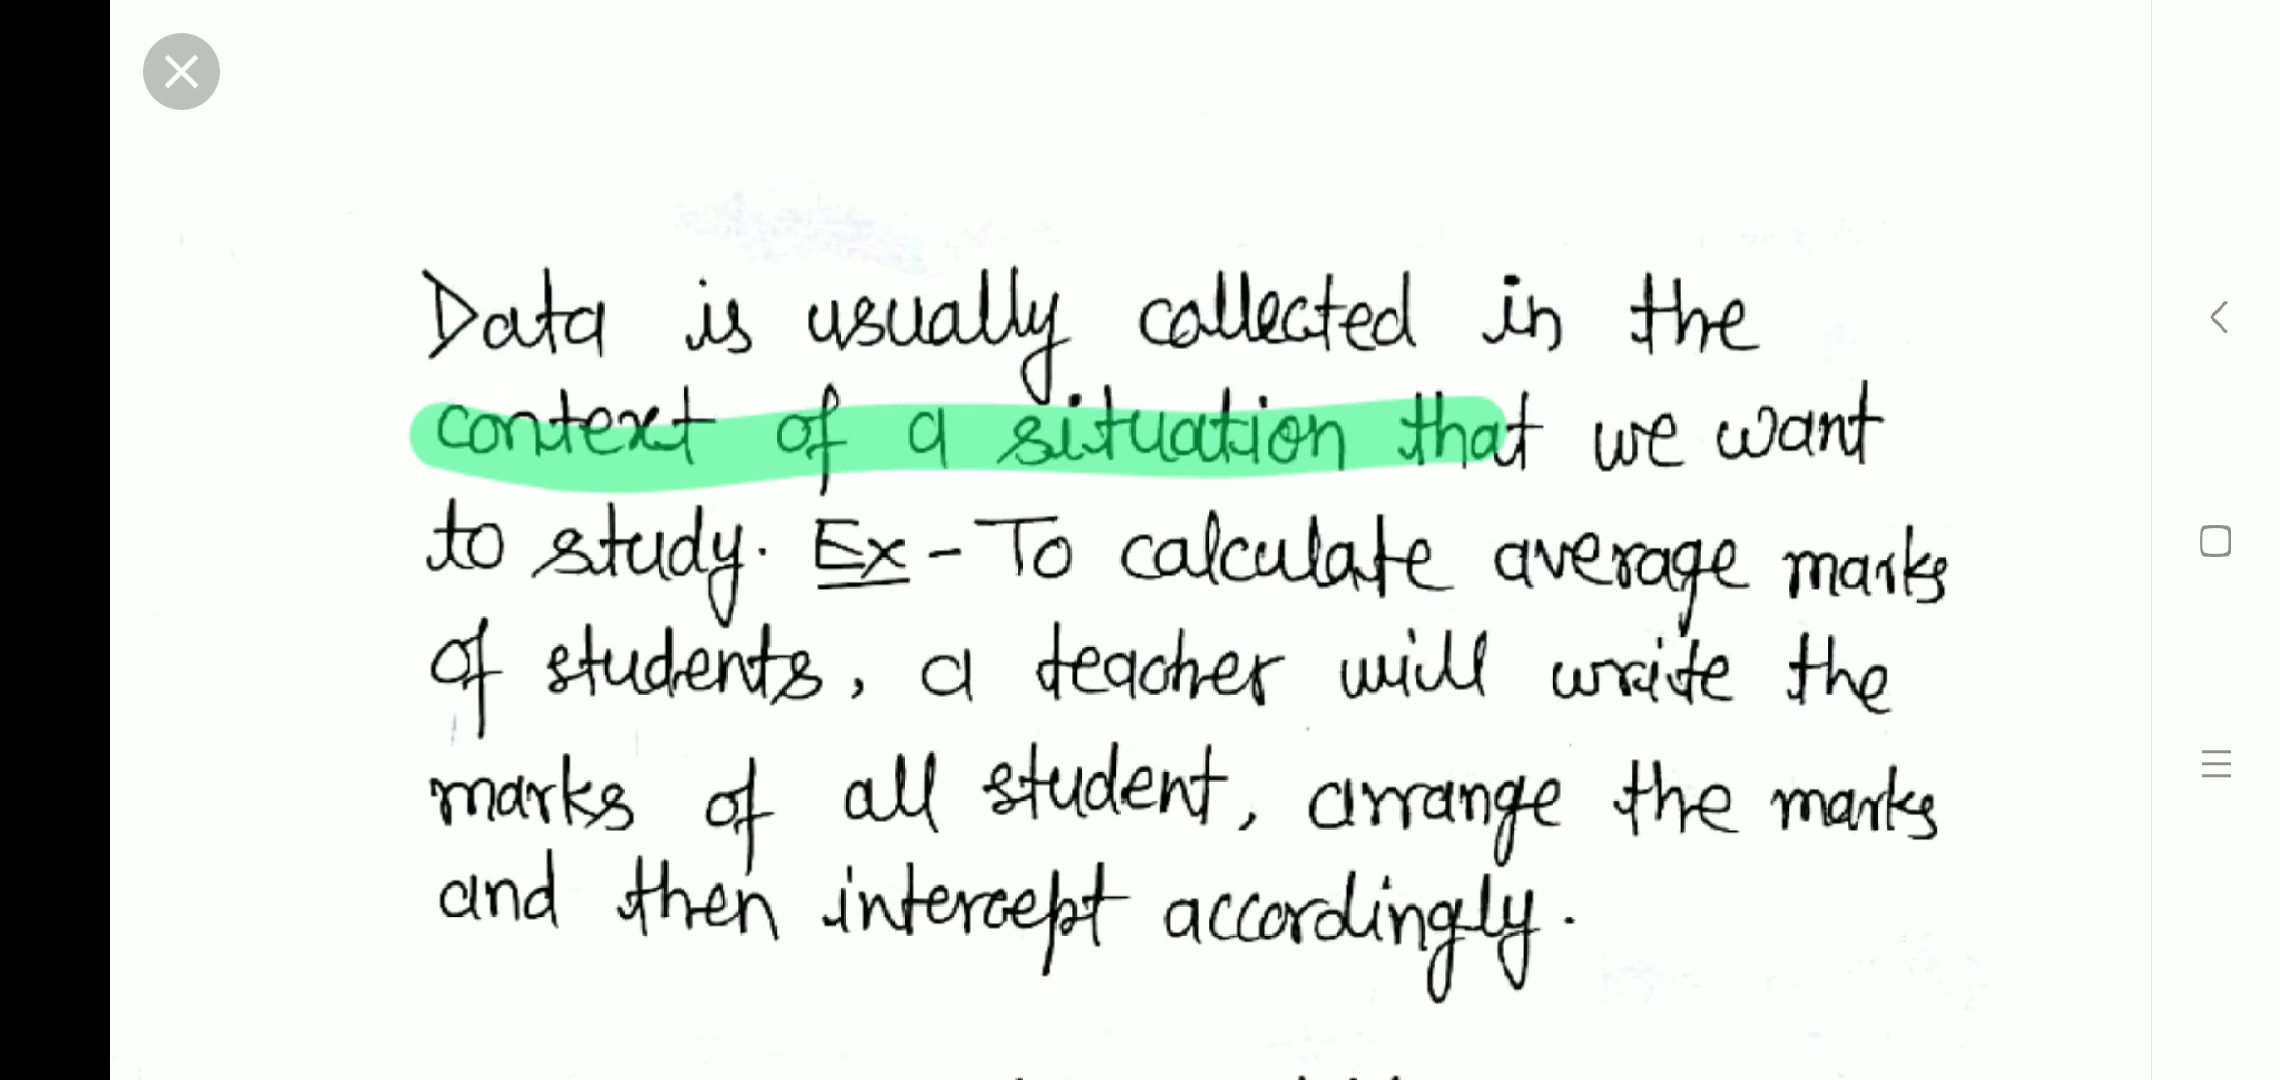 Data is usually collected in the
context of a situation that we want
to study. Ex - To calculate average marks
of students, a teacher will write the
marks of all student, arrange the marks
and then intercept accordingly.